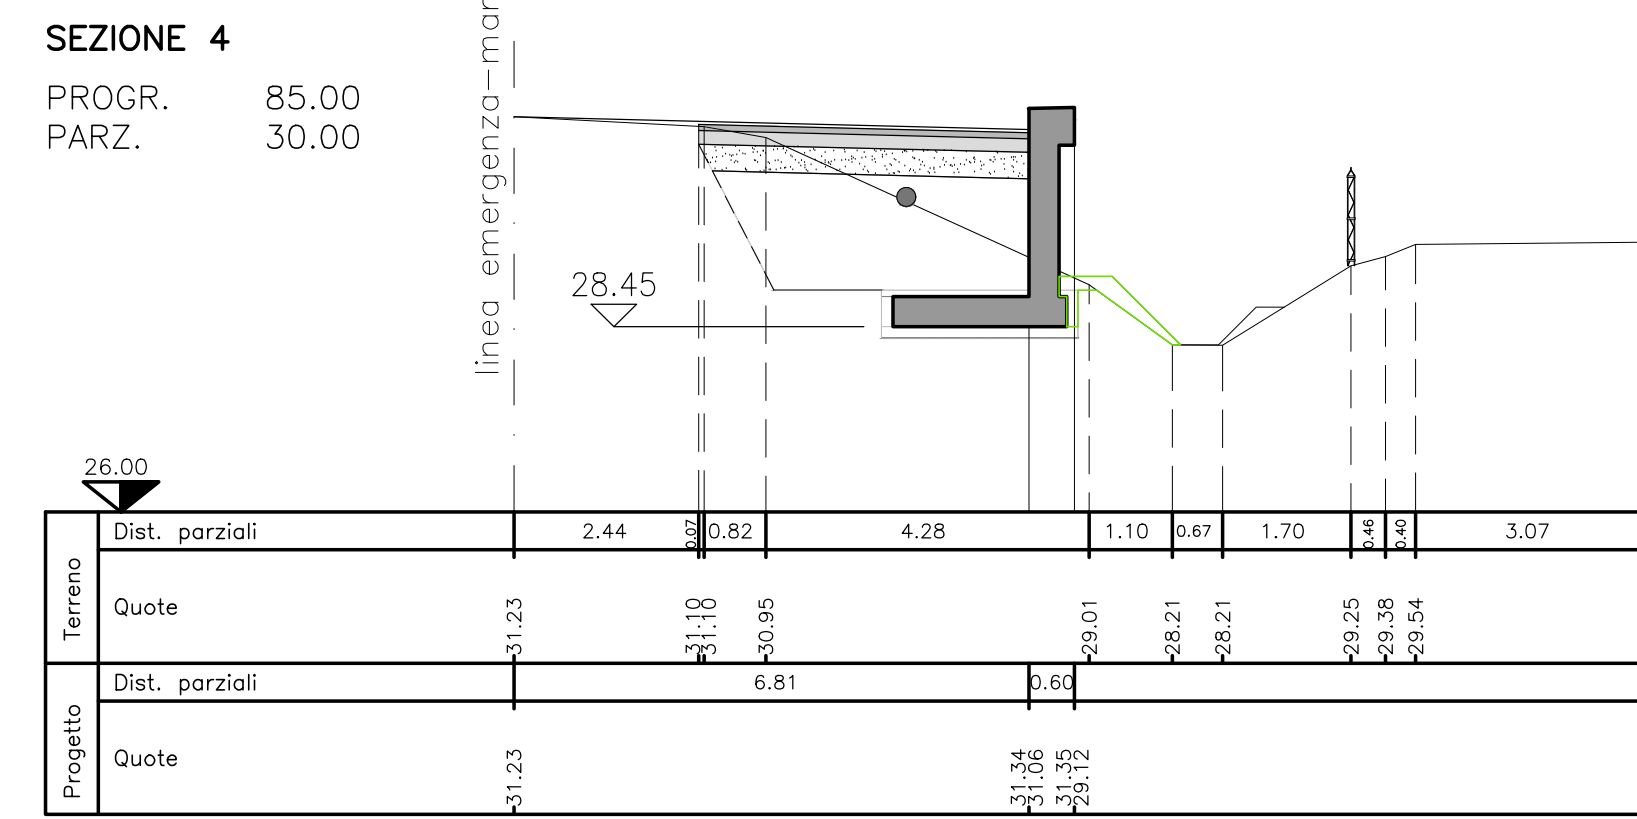 SEZIONE 4
PROGR. 85.00
PARZ. 30.00
linea emergenza-mar
28.45
26.00
Terreno
Dist. parziali 2.44 0.07 0.82 4.28 1.10 0.67 1.70 0.46 0.40 3.07
Quote 31.23 31.10 31.10 30.95 29.01 28.21 28.21 29.25 29.38 29.54
Progetto
Dist. parziali 6.81 0.60
Quote 31.23 31.34 31.06 31.35 29.12